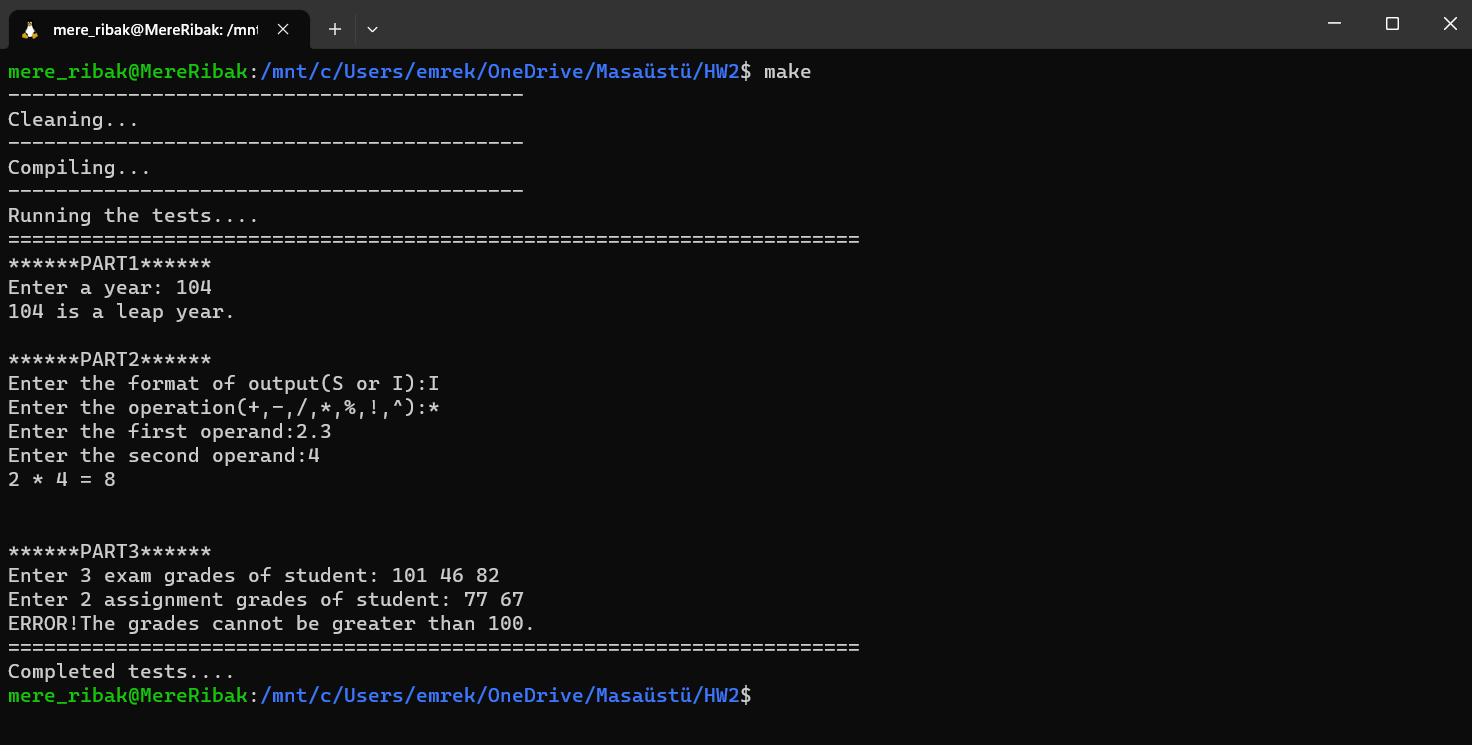 mere_ribak@MereRibak: /mnt
mere_ribak@MereRibak:/mnt/c/Users/emrek/OneDrive/Masaüstü/HW2$ make
-------------------------------------------
Cleaning...
-------------------------------------------
Compiling...
-------------------------------------------
Running the tests....
=======================================================================
******PART1******
Enter a year: 104
104 is a leap year.
******PART2******
Enter the format of output(S or I):I
Enter the operation(+,-,/,*,%,!,^):*
Enter the first operand:2.3
Enter the second operand:4
2 * 4 = 8
******PART3******
Enter 3 exam grades of student: 101 46 82
Enter 2 assignment grades of student: 77 67
ERROR!The grades cannot be greater than 100.
=======================================================================
Completed tests....
mere_ribak@MereRibak:/mnt/c/Users/emrek/OneDrive/Masaüstü/HW2$